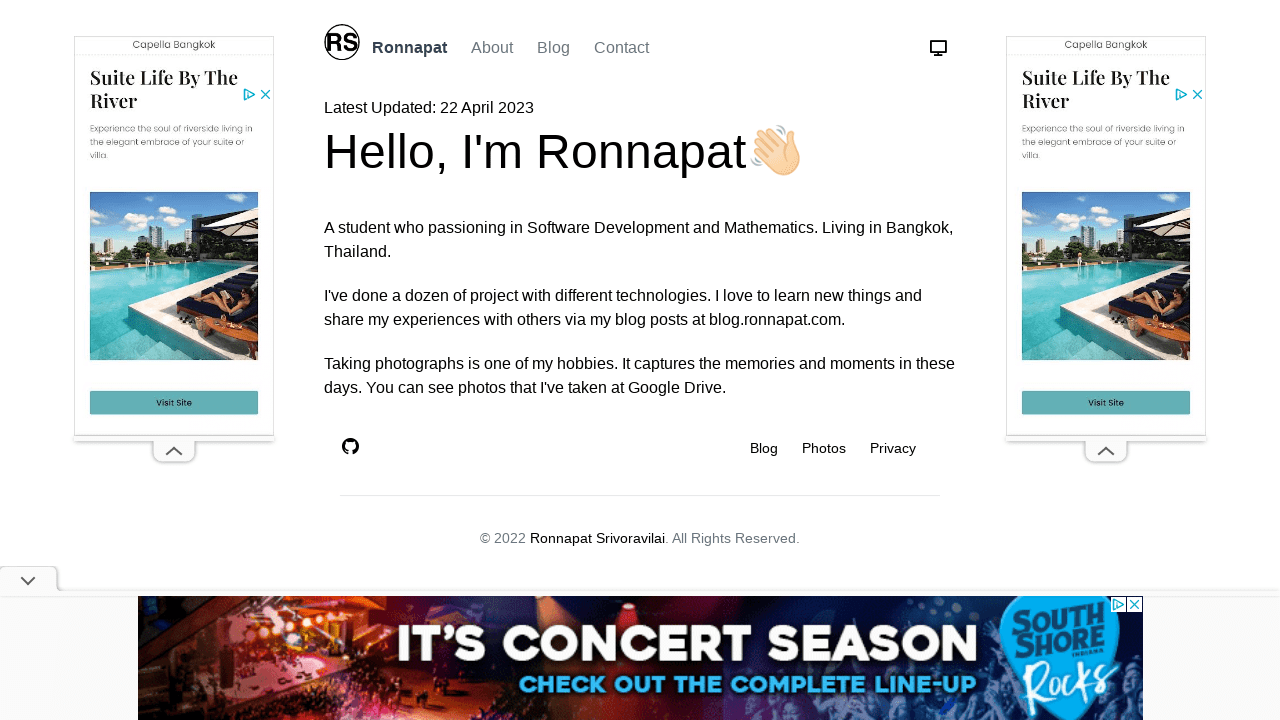 RS
Ronnapat About Blog Contact
Latest Updated: 22 April 2023
Hello, I'm Ronnapat👋🏻
A student who passioning in Software Development and Mathematics. Living in Bangkok,
Thailand.
I've done a dozen of project with different technologies. I love to learn new things and
share my experiences with others via my blog posts at blog.ronnapat.com.
Taking photographs is one of my hobbies. It captures the memories and moments in these
days. You can see photos that I've taken at Google Drive.
Blog Photos Privacy
© 2022 Ronnapat Srivoravilai. All Rights Reserved.
Capella Bangkok
Suite Life By The
River
Experience the soul of riverside living in
the elegant embrace of your suite or
villa.
Visit Site
Capella Bangkok
Suite Life By The
River
Experience the soul of riverside living in
the elegant embrace of your suite or
villa.
Visit Site
IT'S CONCERT SEASON
CHECK OUT THE COMPLETE LINE-UP
SOUTH
SHORE
INDIANA
Rocks